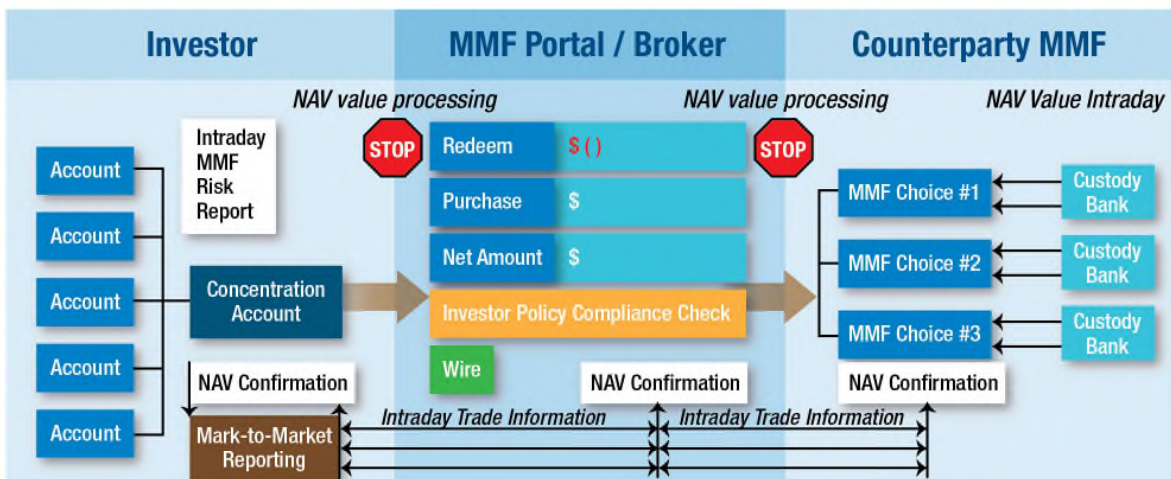 Investor
MMF Portal / Broker
Counterparty MMF
NAV value processing
NAV value processing
NAV Value Intraday
Account
Account
Account
Account
Account
Intraday
MMF
Risk
Report
Concentration
Account
NAV Confirmation
Mark-to-Market
Reporting
STOP
Redeem
$ ( )
Purchase
$
Net Amount
$
Investor Policy Compliance Check
Wire
NAV Confirmation
Intraday Trade Information
Intraday Trade Information
STOP
MMF Choice #1
MMF Choice #2
MMF Choice #3
NAV Confirmation
Custody
Bank
Custody
Bank
Custody
Bank